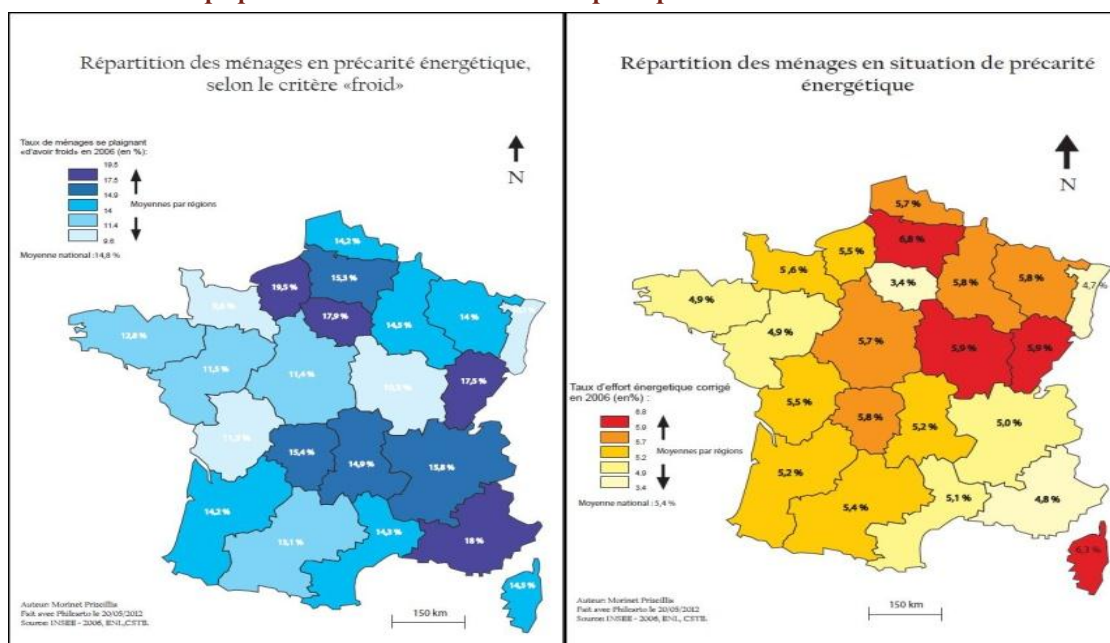 Répartition des ménages en précarité énergétique,
selon le critère «froid»
Taux de ménages se plaignant
«d'avoir froid» en 2006 (en %):
19.5
17.5
14.9
14
11.4
9.6
Moyennes par régions
Moyenne national :14,8 %
N
14,2 %
15,3 %
19,5 %
17,9 %
14,5 %
14 %
12,8 %
11,5 %
11,4 %
17,5 %
15,4 %
14,9 %
15,8 %
14,2 %
13,1 %
14,3 %
18 %
14,5 %
Auteur: Morinet Priscillia
Fait avec Philcarto le 20/05/2012
Source: INSEE - 2006, ENL, CSTB.
150 km
Répartition des ménages en situation de précarité
énergétique
N
5,7 %
6,8 %
5,5 %
5 ,6 %
3,4 %
5,8 %
5,8 %
4,7 %
4,9 %
4,9 %
5,7 %
5,9 %
5,9 %
5,5 %
5,8 %
5,2 %
5,0 %
5,2 %
5,4 %
5,1 %
4,8 %
Taux d'effort énergetique corrigé
en 2006 (en%) :
6.8
5.9
5.7
5.2
4.9
3.4
Moyennes par régions
Moyenne national :5,4 %
Auteur: Morinet Priscillia
Fait avec Philcarto le 20/05/2012
Source: INSEE - 2006, ENL, CSTB.
150 km